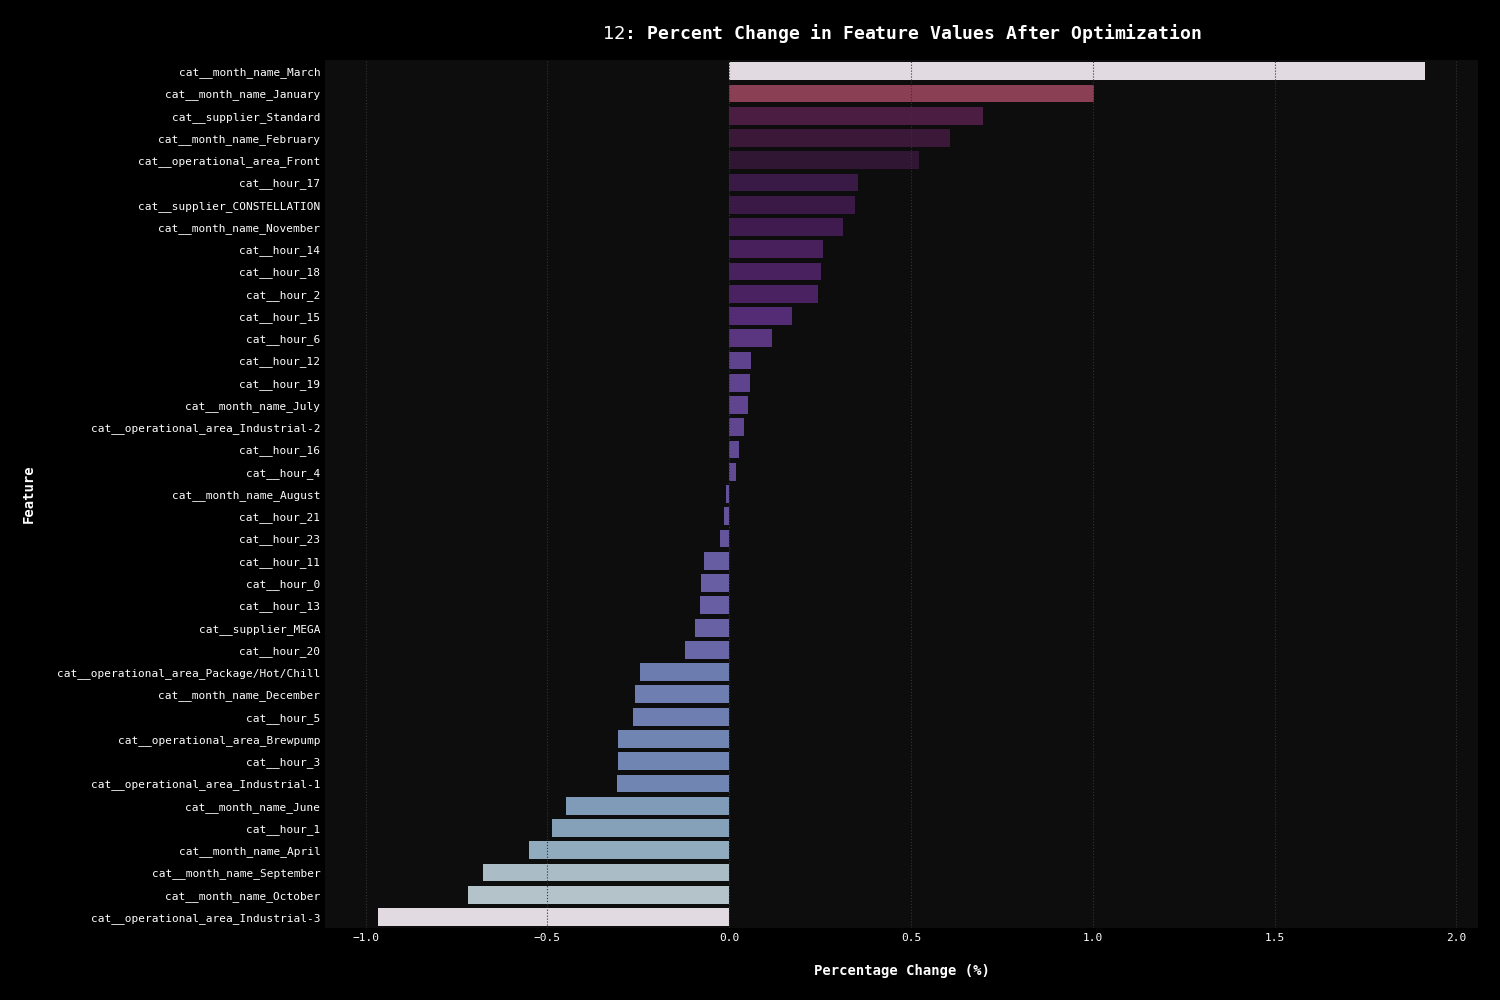 12: Percent Change in Feature Values After Optimization
Feature
cat__month_name_March
cat__month_name_January
cat__supplier_Standard
cat__month_name_February
cat__operational_area_Front
cat__hour_17
cat__supplier_CONSTELLATION
cat__month_name_November
cat__hour_14
cat__hour_18
cat__hour_2
cat__hour_15
cat__hour_6
cat__hour_12
cat__hour_19
cat__month_name_July
cat__operational_area_Industrial-2
cat__hour_16
cat__hour_4
cat__month_name_August
cat__hour_21
cat__hour_23
cat__hour_11
cat__hour_0
cat__hour_13
cat__supplier_MEGA
cat__hour_20
cat__operational_area_Package/Hot/Chill
cat__month_name_December
cat__hour_5
cat__operational_area_Brewpump
cat__hour_3
cat__operational_area_Industrial-1
cat__month_name_June
cat__hour_1
cat__month_name_April
cat__month_name_September
cat__month_name_October
cat__operational_area_Industrial-3
−1.0 −0.5 0.0 0.5 1.0 1.5 2.0
Percentage Change (%)